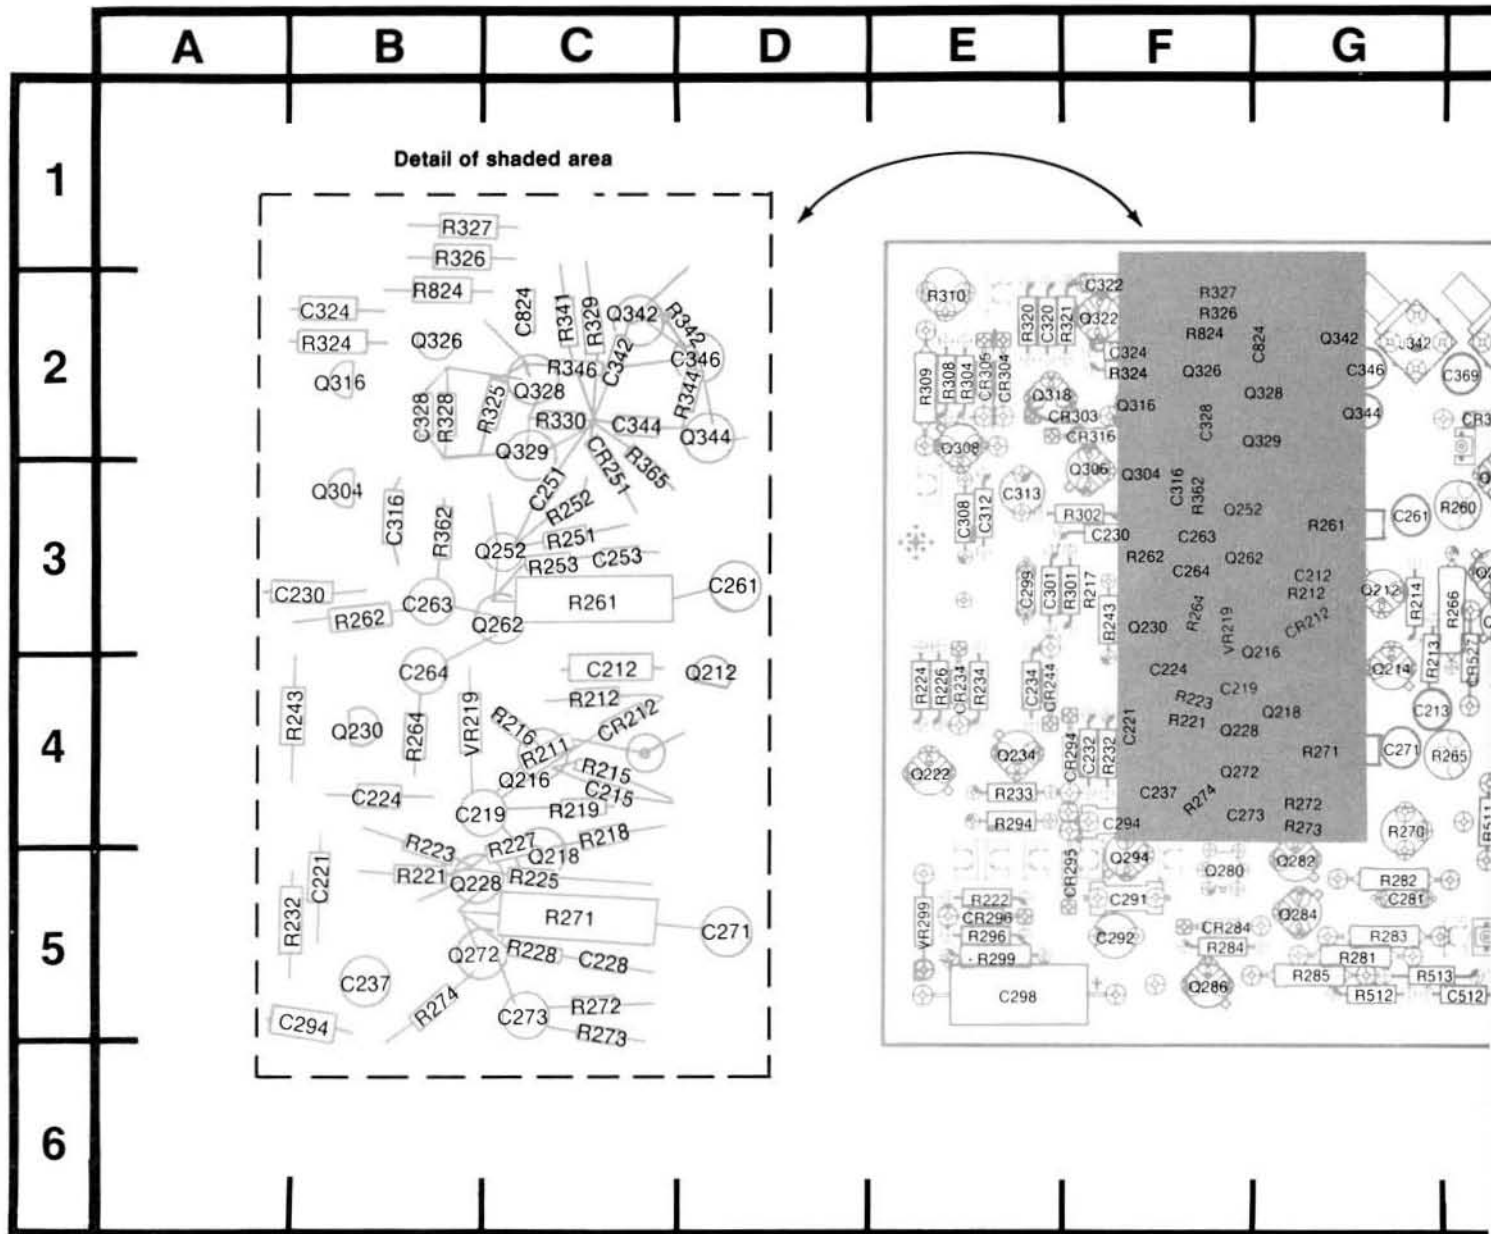 A B C D E F G
1
2
3
4
5
6
Detail of shaded area
R327
R326
R824
C324
R324
Q326
Q316
C824
R341
R329
Q342
R342
C342
C346
R346
Q328
R325
C328
R328
R330
C344
R344
Q344
Q329
CR251
R365
C251
Q304
C316
R362
R252
Q252
R251
R253
C253
C230
C263
R262
Q262
R261
C261
C264
C212
Q212
R243
Q230
R264
VR219
R212
R216
CR212
R211
Q216
R215
C215
C224
C219
R219
R223
R227
R218
Q218
C221
R221
Q228
R225
R232
R271
C271
Q272
R228
C228
C237
R274
C273
R272
R273
C294
R310
R320
C320
R321
C322
Q322
R327
R326
R824
C824
Q342
C324
R324
Q326
C346
C369
R309
R308
R304
CR305
CR304
Q318
CR303
Q316
C328
Q328
Q344
Q329
Q308
CR316
Q306
Q304
C313
C308
C312
R302
C316
R362
Q252
R261
C261
R260
C230
C263
R262
Q262
C264
C212
R212
Q212
R214
R266
C299
C301
R301
R217
R243
R264
VR219
CR212
Q230
Q216
Q214
R213
CR527
R224
R226
CR234
R234
C234
CR244
C224
C219
R223
Q218
C213
C221
R221
Q228
R271
C271
R265
Q222
Q234
CR294
C232
R232
Q272
R233
C237
R274
R272
R294
C294
C273
R273
R270
R511
CR295
Q294
Q280
Q282
R282
C281
VR299
R222
CR296
R296
R299
C291
C292
CR284
R284
Q284
R283
R281
C298
Q286
R285
R513
R512
C512